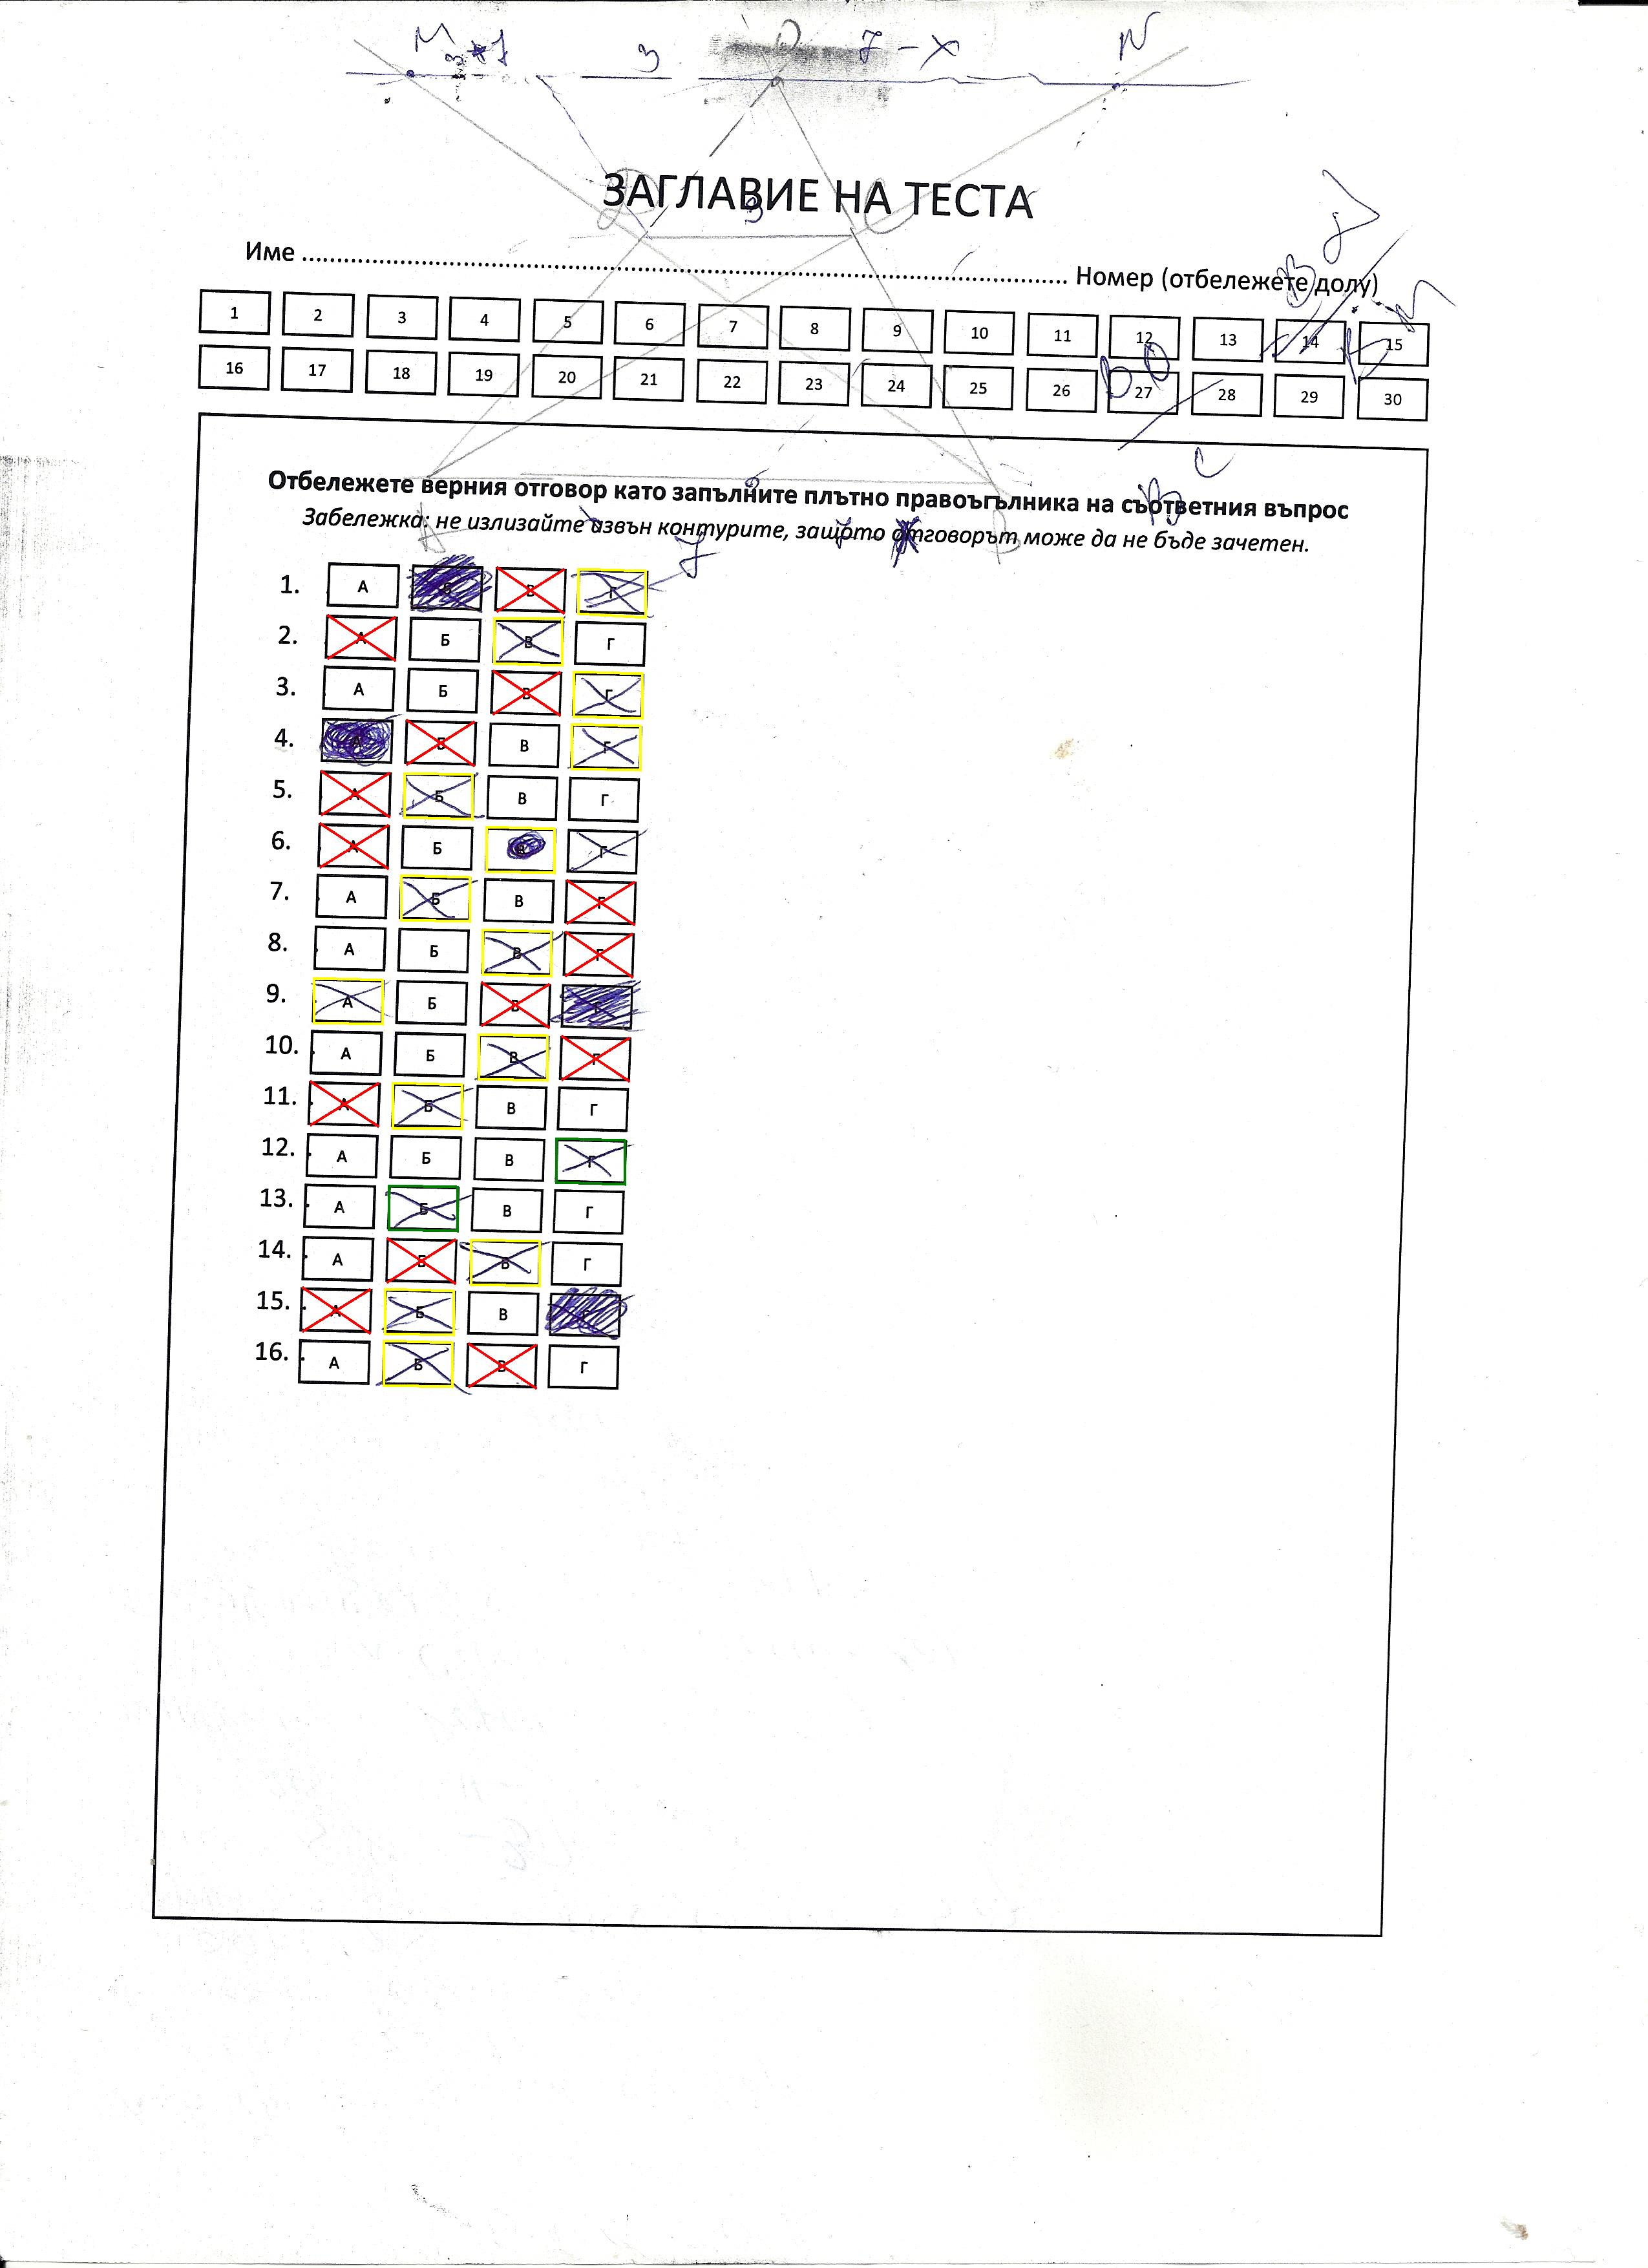 М 3 7 - x N
ЗАГЛАВИЕ НА ТЕСТА
3
Име ................................................ Номер (отбележете долу)
1 2 3 4 5 6 7 8 9 10 11 12 13 14 15
16 17 18 19 20 21 22 23 24 25 26 27 28 29 30
Отбележете верния отговор като запълните плътно правоъгълника на съответния въпрос
Забележка: не излизайте извън контурите, защото отговорът може да не бъде зачетен.
7
1. А Б В Г
2. А Б В Г
3. А Б В Г
4. А Б В Г
5. А Б В Г
6. А Б В Г
7. А Б В Г
8. А Б В Г
9. А Б В Г
10. А Б В Г
11. А Б В Г
12. А Б В Г
13. А Б В Г
14. А Б В Г
15. А Б В Г
16. А Б В Г